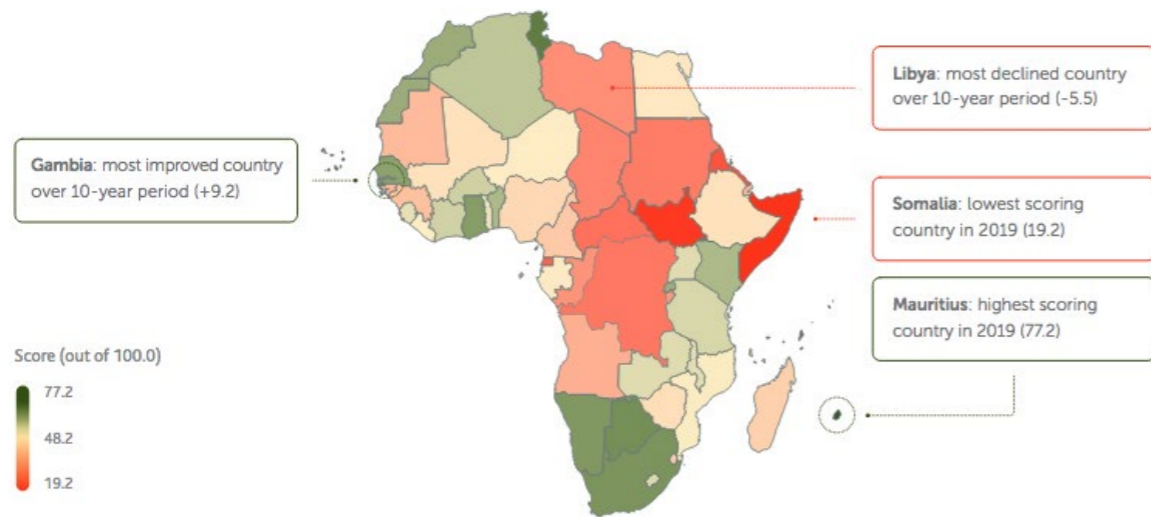 Libya: most declined country
over 10-year period (-5.5)
Gambia: most improved country
over 10-year period (+9.2)
Somalia: lowest scoring
country in 2019 (19.2)
Mauritius: highest scoring
country in 2019 (77.2)
Score (out of 100.0)
77.2
48.2
19.2